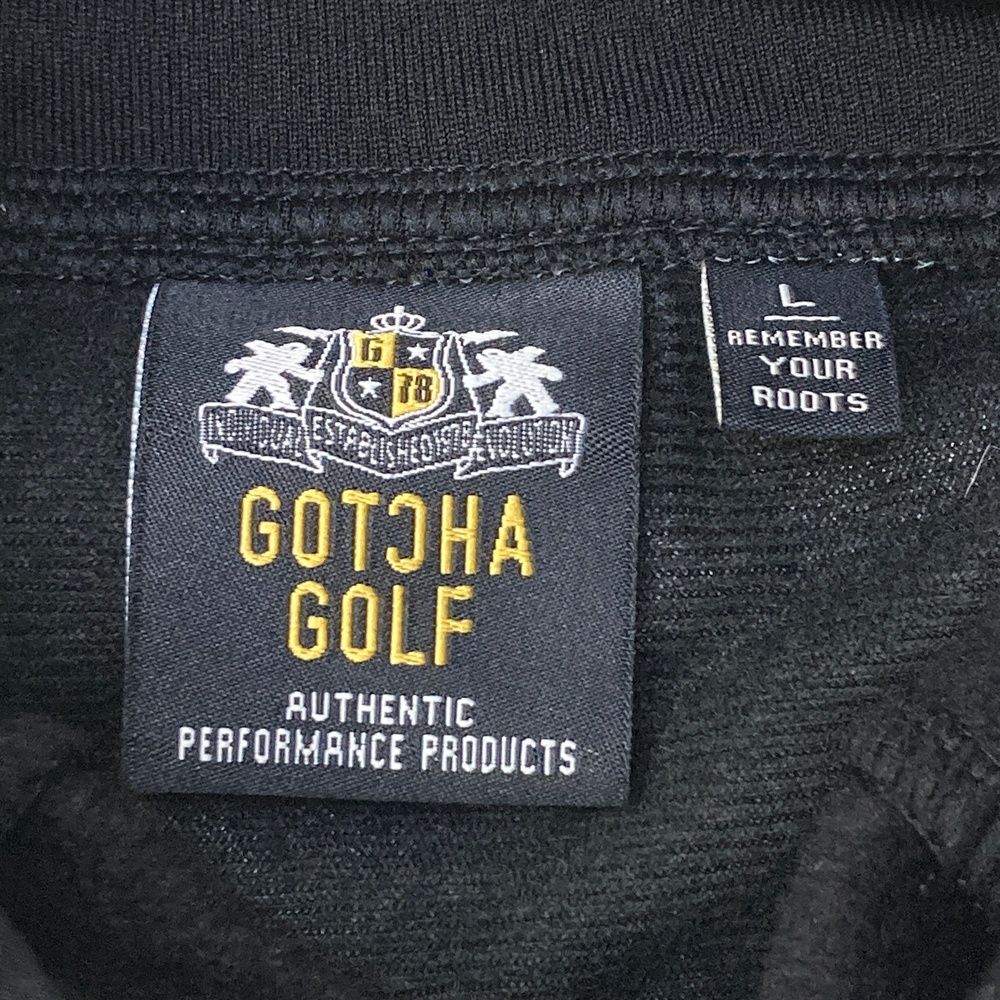 G
78
ESTABLISHED
GOTCHA
GOLF
AUTHENTIC
PERFORMANCE PRODUCTS
L
REMEMBER
YOUR
ROOTS